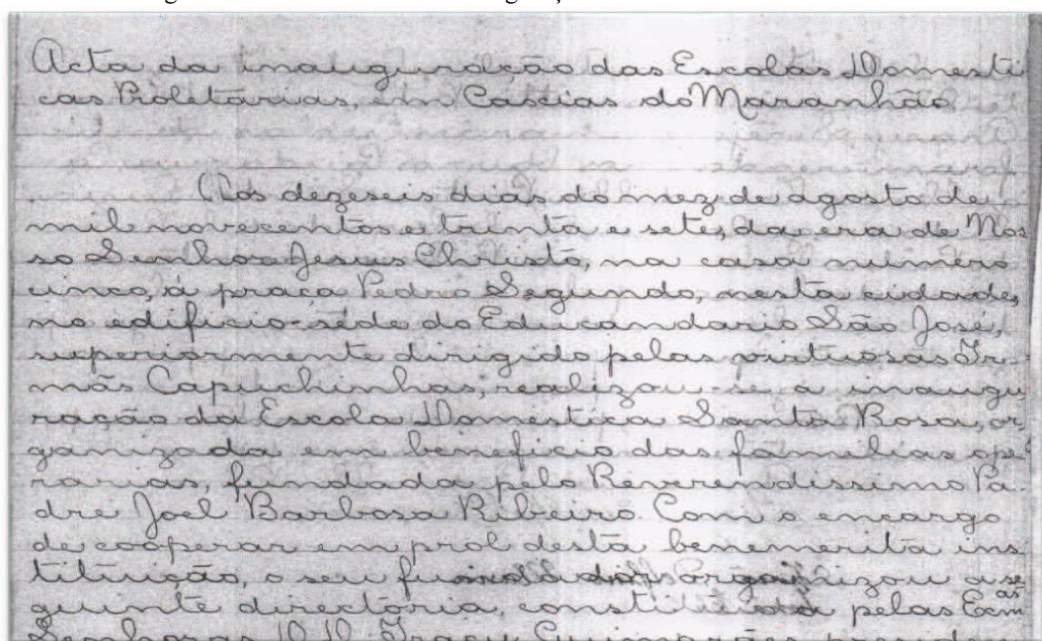 Acta da inauguração das Escolas Domesti
cas Proletarias, em Caxias do Maranhão
Aos dezeseis dias do mez de agosto de
mil novecentos e trinta e sete, da era de Nos
so Senhor Jesus Christo, na casa numero
cinco, á praça Pedro Segundo, nesta cidade,
no edificio-séde do Educandario São José,
superiormente dirigido pelas virtuosas Ir-
mãs Capuchinhas, realizou-se a inaugu
ração da Escola Domestica Santa Rosa, or
ganizada em beneficio das familias ope
rarias, fundada pelo Reverendissimo Pa-
dre Joel Barbosa Ribeiro. Com o encargo
de cooperar em prol desta benemerita ins
tituição, o seu organizou a se
guinte directoria, constituida pelas Exmas
Senhoras D.D.